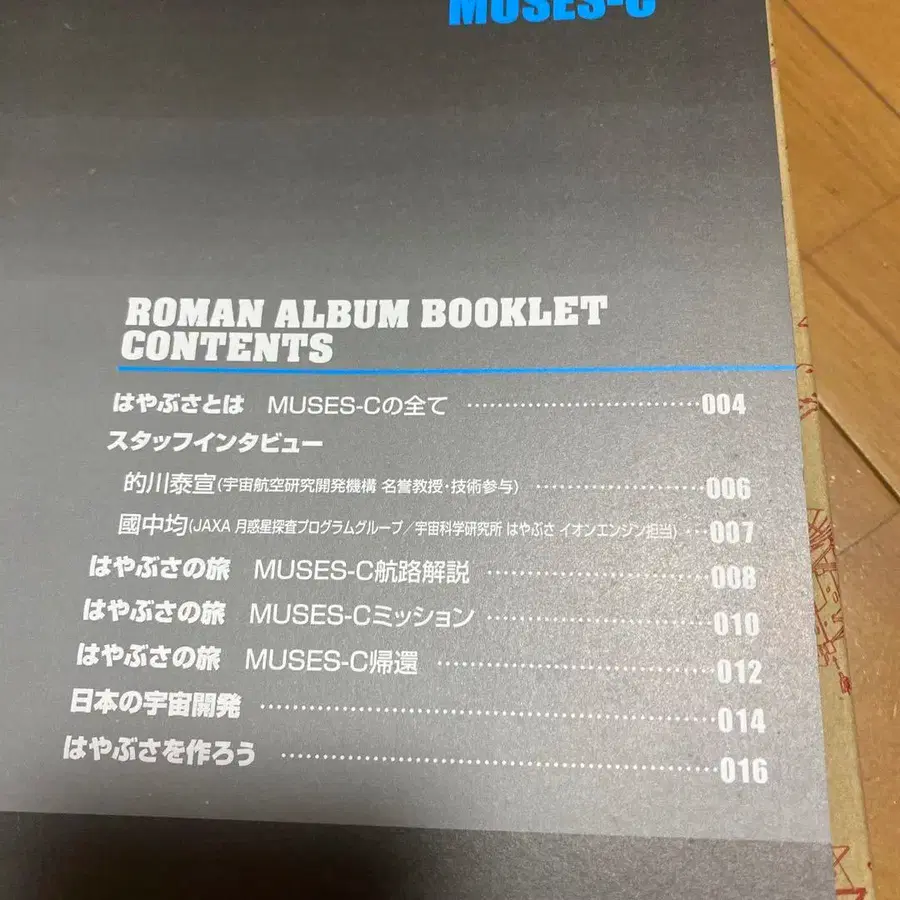 MUSES-C
ROMAN ALBUM BOOKLET
CONTENTS
はやぶさとは MUSES-Cの全て ……………………………004
スタッフインタビュー
的川泰宣(宇宙航空研究開発機構 名誉教授・技術参与) ……………………006
國中均(JAXA 月惑星探査プログラムグループ／宇宙科学研究所 はやぶさ イオンエンジン担当)…007
はやぶさの旅 MUSES-C航路解説 ……………………………008
はやぶさの旅 MUSES-Cミッション ……………………………010
はやぶさの旅 MUSES-C帰還 ……………………………012
日本の宇宙開発 ……………………………014
はやぶさを作ろう ……………………………016